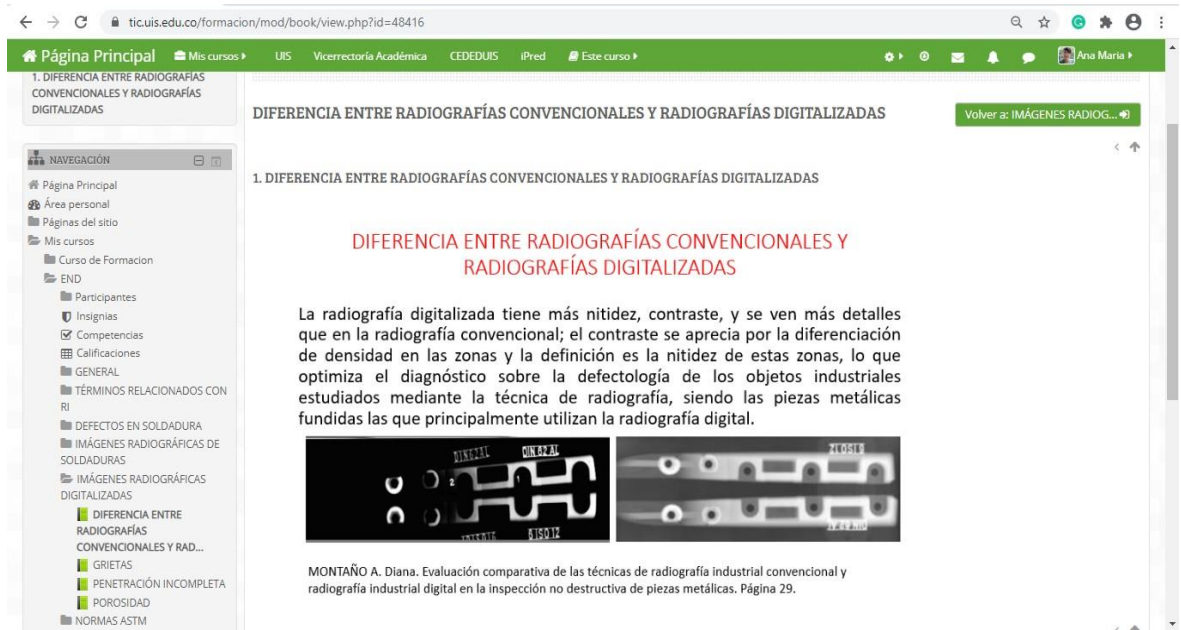 tic.uis.edu.co/formacion/mod/book/view.php?id=48416
Página Principal Mis cursos UIS Vicerrectoría Académica CEDEDUIS iPred Este curso Ana Maria
1. DIFERENCIA ENTRE RADIOGRAFÍAS
CONVENCIONALES Y RADIOGRAFÍAS
DIGITALIZADAS
NAVEGACIÓN
Página Principal
Área personal
Páginas del sitio
Mis cursos
Curso de Formacion
END
Participantes
Insignias
Competencias
Calificaciones
GENERAL
TÉRMINOS RELACIONADOS CON
RI
DEFECTOS EN SOLDADURA
IMÁGENES RADIOGRÁFICAS DE
SOLDADURAS
IMÁGENES RADIOGRÁFICAS
DIGITALIZADAS
DIFERENCIA ENTRE
RADIOGRAFÍAS
CONVENCIONALES Y RAD...
GRIETAS
PENETRACIÓN INCOMPLETA
POROSIDAD
NORMAS ASTM
DIFERENCIA ENTRE RADIOGRAFÍAS CONVENCIONALES Y RADIOGRAFÍAS DIGITALIZADAS
Volver a: IMÁGENES RADIOG...
1. DIFERENCIA ENTRE RADIOGRAFÍAS CONVENCIONALES Y RADIOGRAFÍAS DIGITALIZADAS
DIFERENCIA ENTRE RADIOGRAFÍAS CONVENCIONALES Y
RADIOGRAFÍAS DIGITALIZADAS
La radiografía digitalizada tiene más nitidez, contraste, y se ven más detalles
que en la radiografía convencional; el contraste se aprecia por la diferenciación
de densidad en las zonas y la definición es la nitidez de estas zonas, lo que
optimiza el diagnóstico sobre la defectología de los objetos industriales
estudiados mediante la técnica de radiografía, siendo las piezas metálicas
fundidas las que principalmente utilizan la radiografía digital.
DIN 62 AL
2
1
6 ISO 12
MONTAÑO A. Diana. Evaluación comparativa de las técnicas de radiografía industrial convencional y
radiografía industrial digital en la inspección no destructiva de piezas metálicas. Página 29.